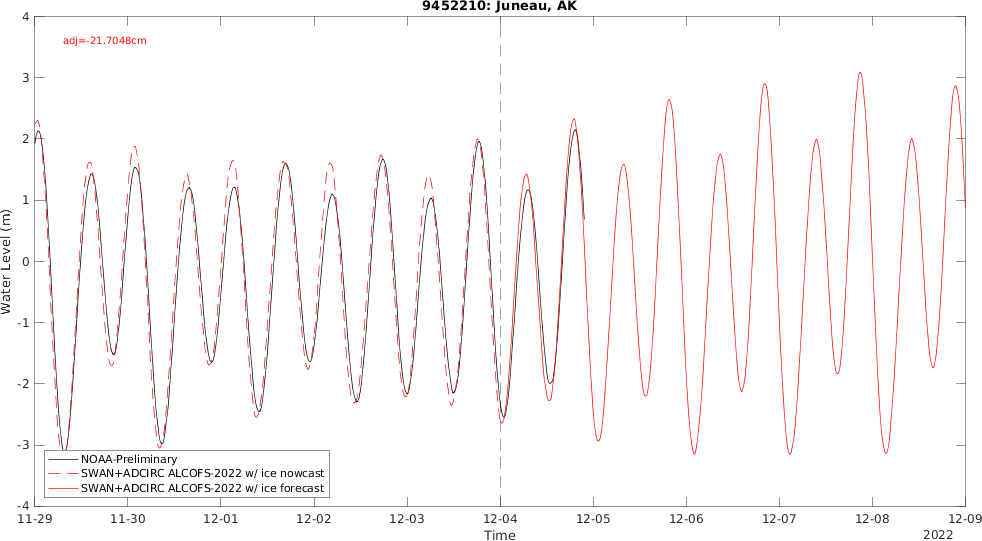 9452210: Juneau, AK
adj=-21.7048cm
4
3
2
1
0
-1
-2
-3
-4
Water Level (m)
NOAA-Preliminary
SWAN+ADCIRC ALCOFS-2022 w/ ice nowcast
SWAN+ADCIRC ALCOFS-2022 w/ ice forecast
11-29 11-30 12-01 12-02 12-03 12-04 12-05 12-06 12-07 12-08 12-09
Time
2022